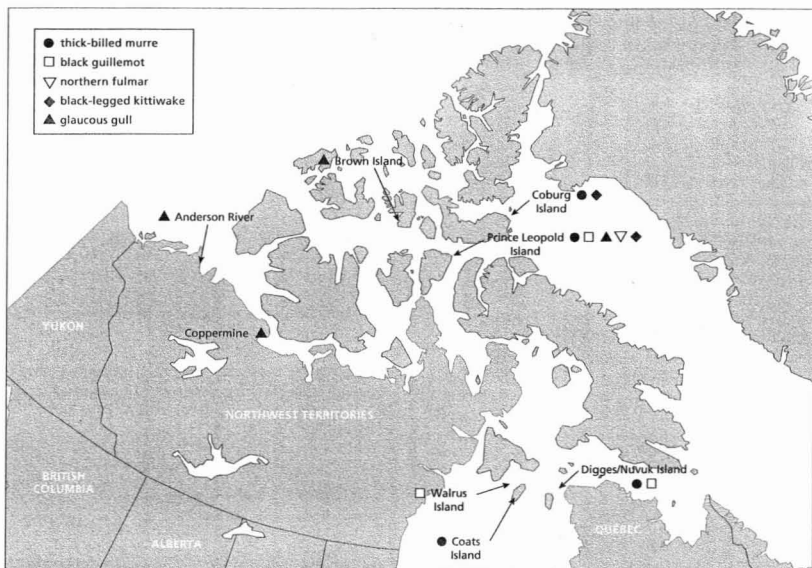 thick-billed murre
black guillemot
northern fulmar
black-legged kittiwake
glaucous gull
Brown Island
Anderson River
Coburg
Island
Prince Leopold
Island
Coppermine
YUKON
NORTHWEST TERRITORIES
BRITISH
COLUMBIA
ALBERTA
Walrus
Island
Coats
Island
Digges/Nuvuk Island
QUÉBEC